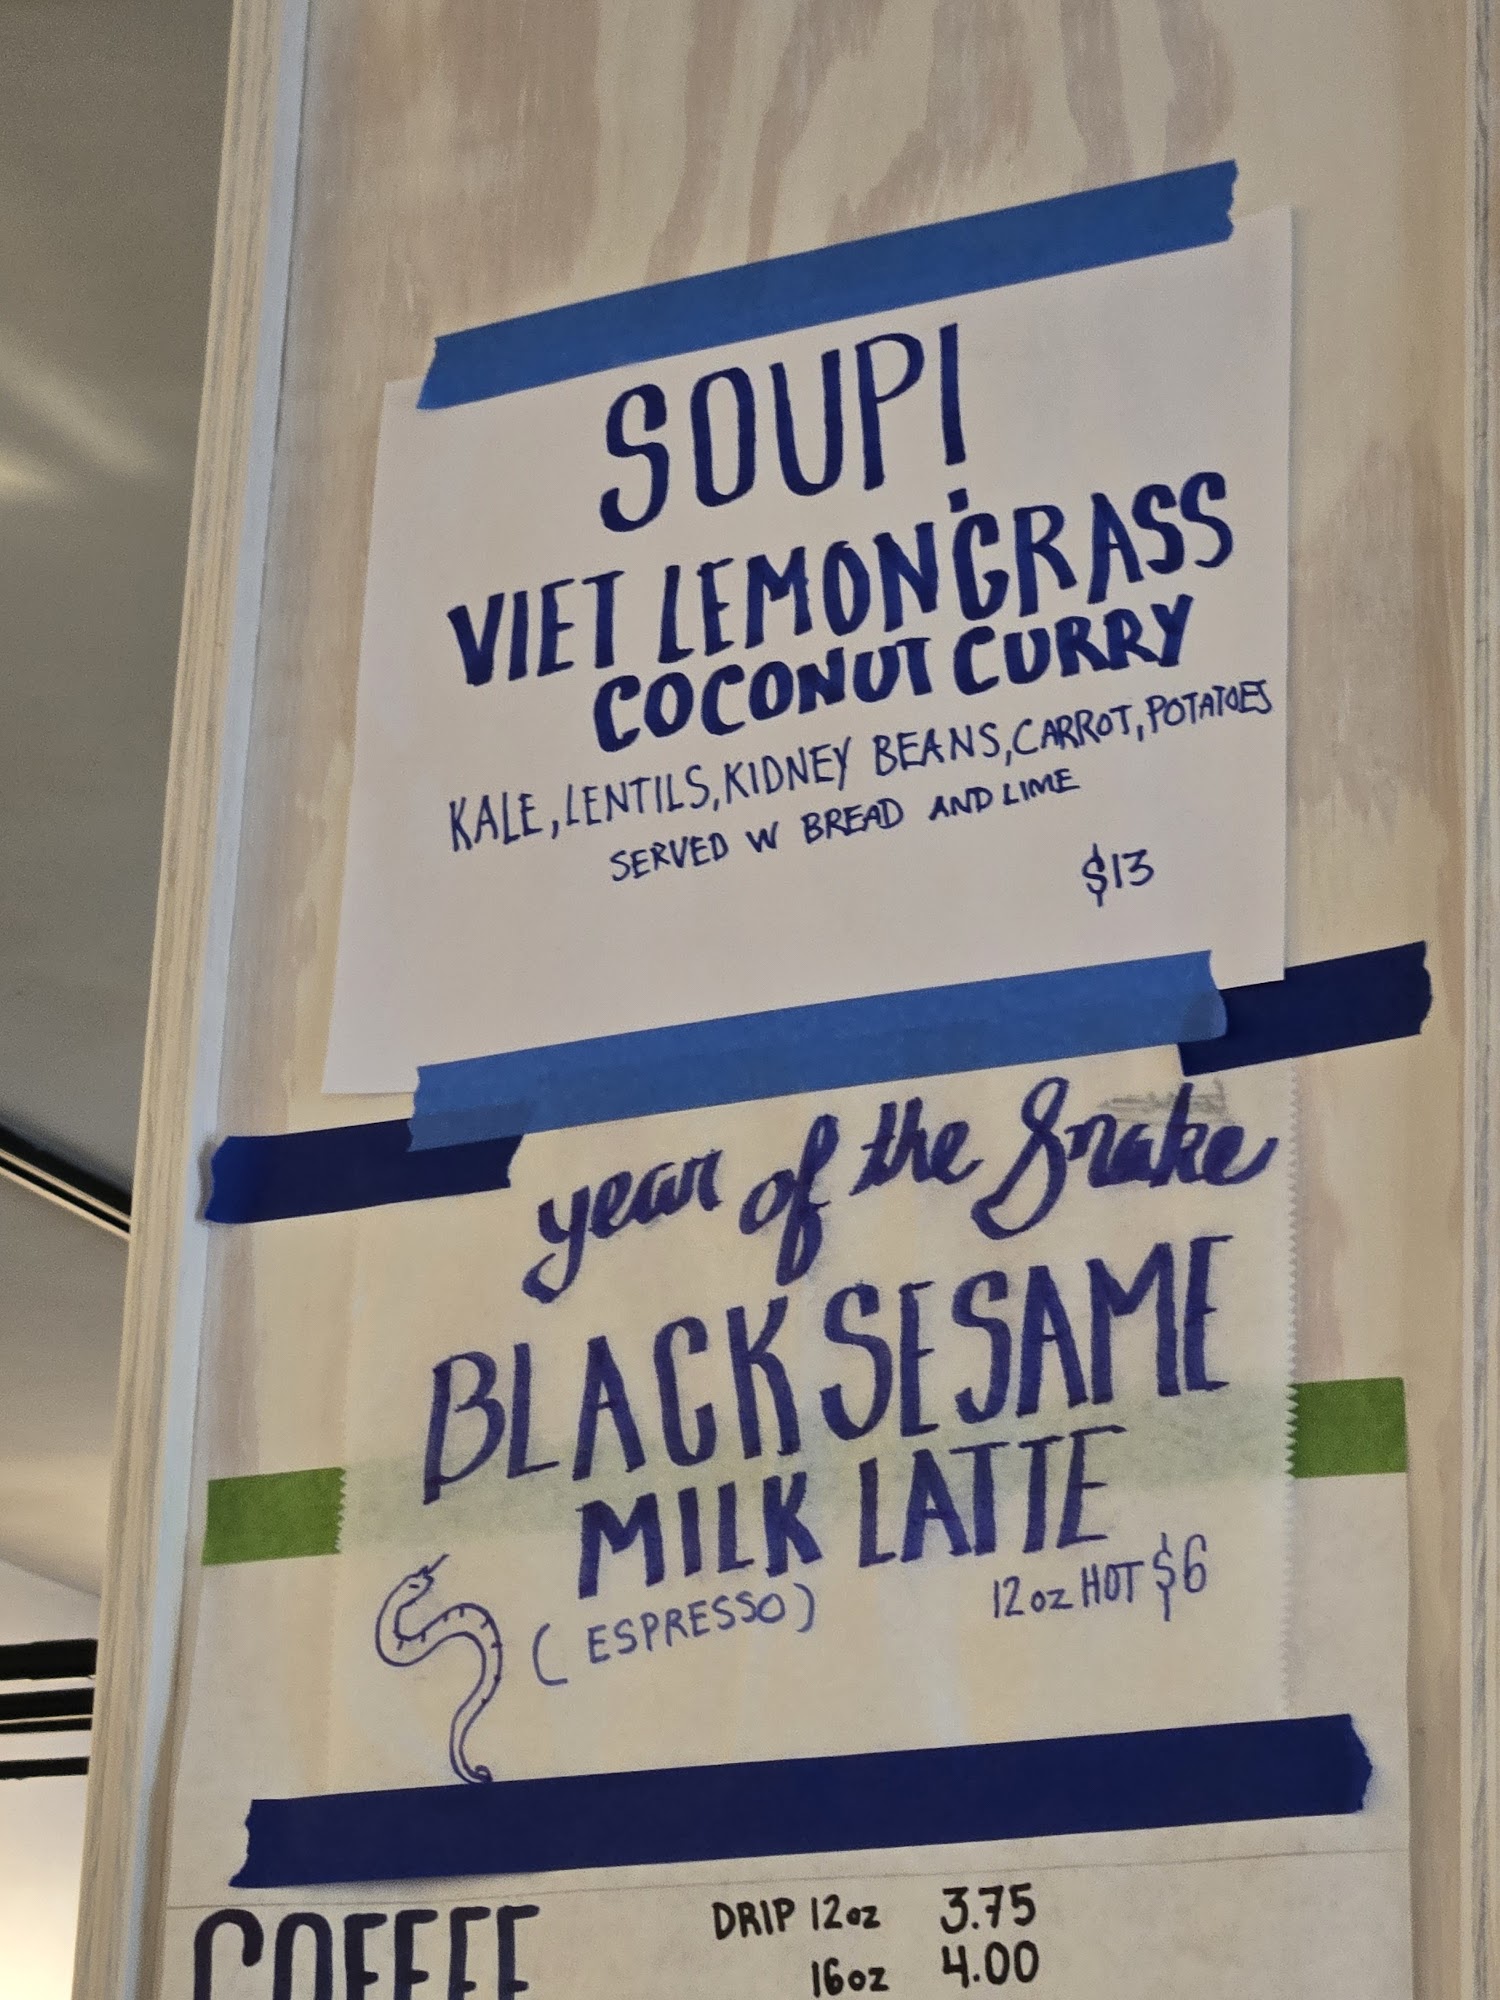 SOUP!
VIET LEMONGRASS
COCONUT CURRY
KALE, LENTILS, KIDNEY BEANS, CARROT, POTATOES
SERVED W BREAD AND LIME
$13
year of the Snake
BLACK SESAME
MILK LATTE
(ESPRESSO) 12oz HOT $6
COFFEE DRIP 12oz 3.75
16oz 4.00